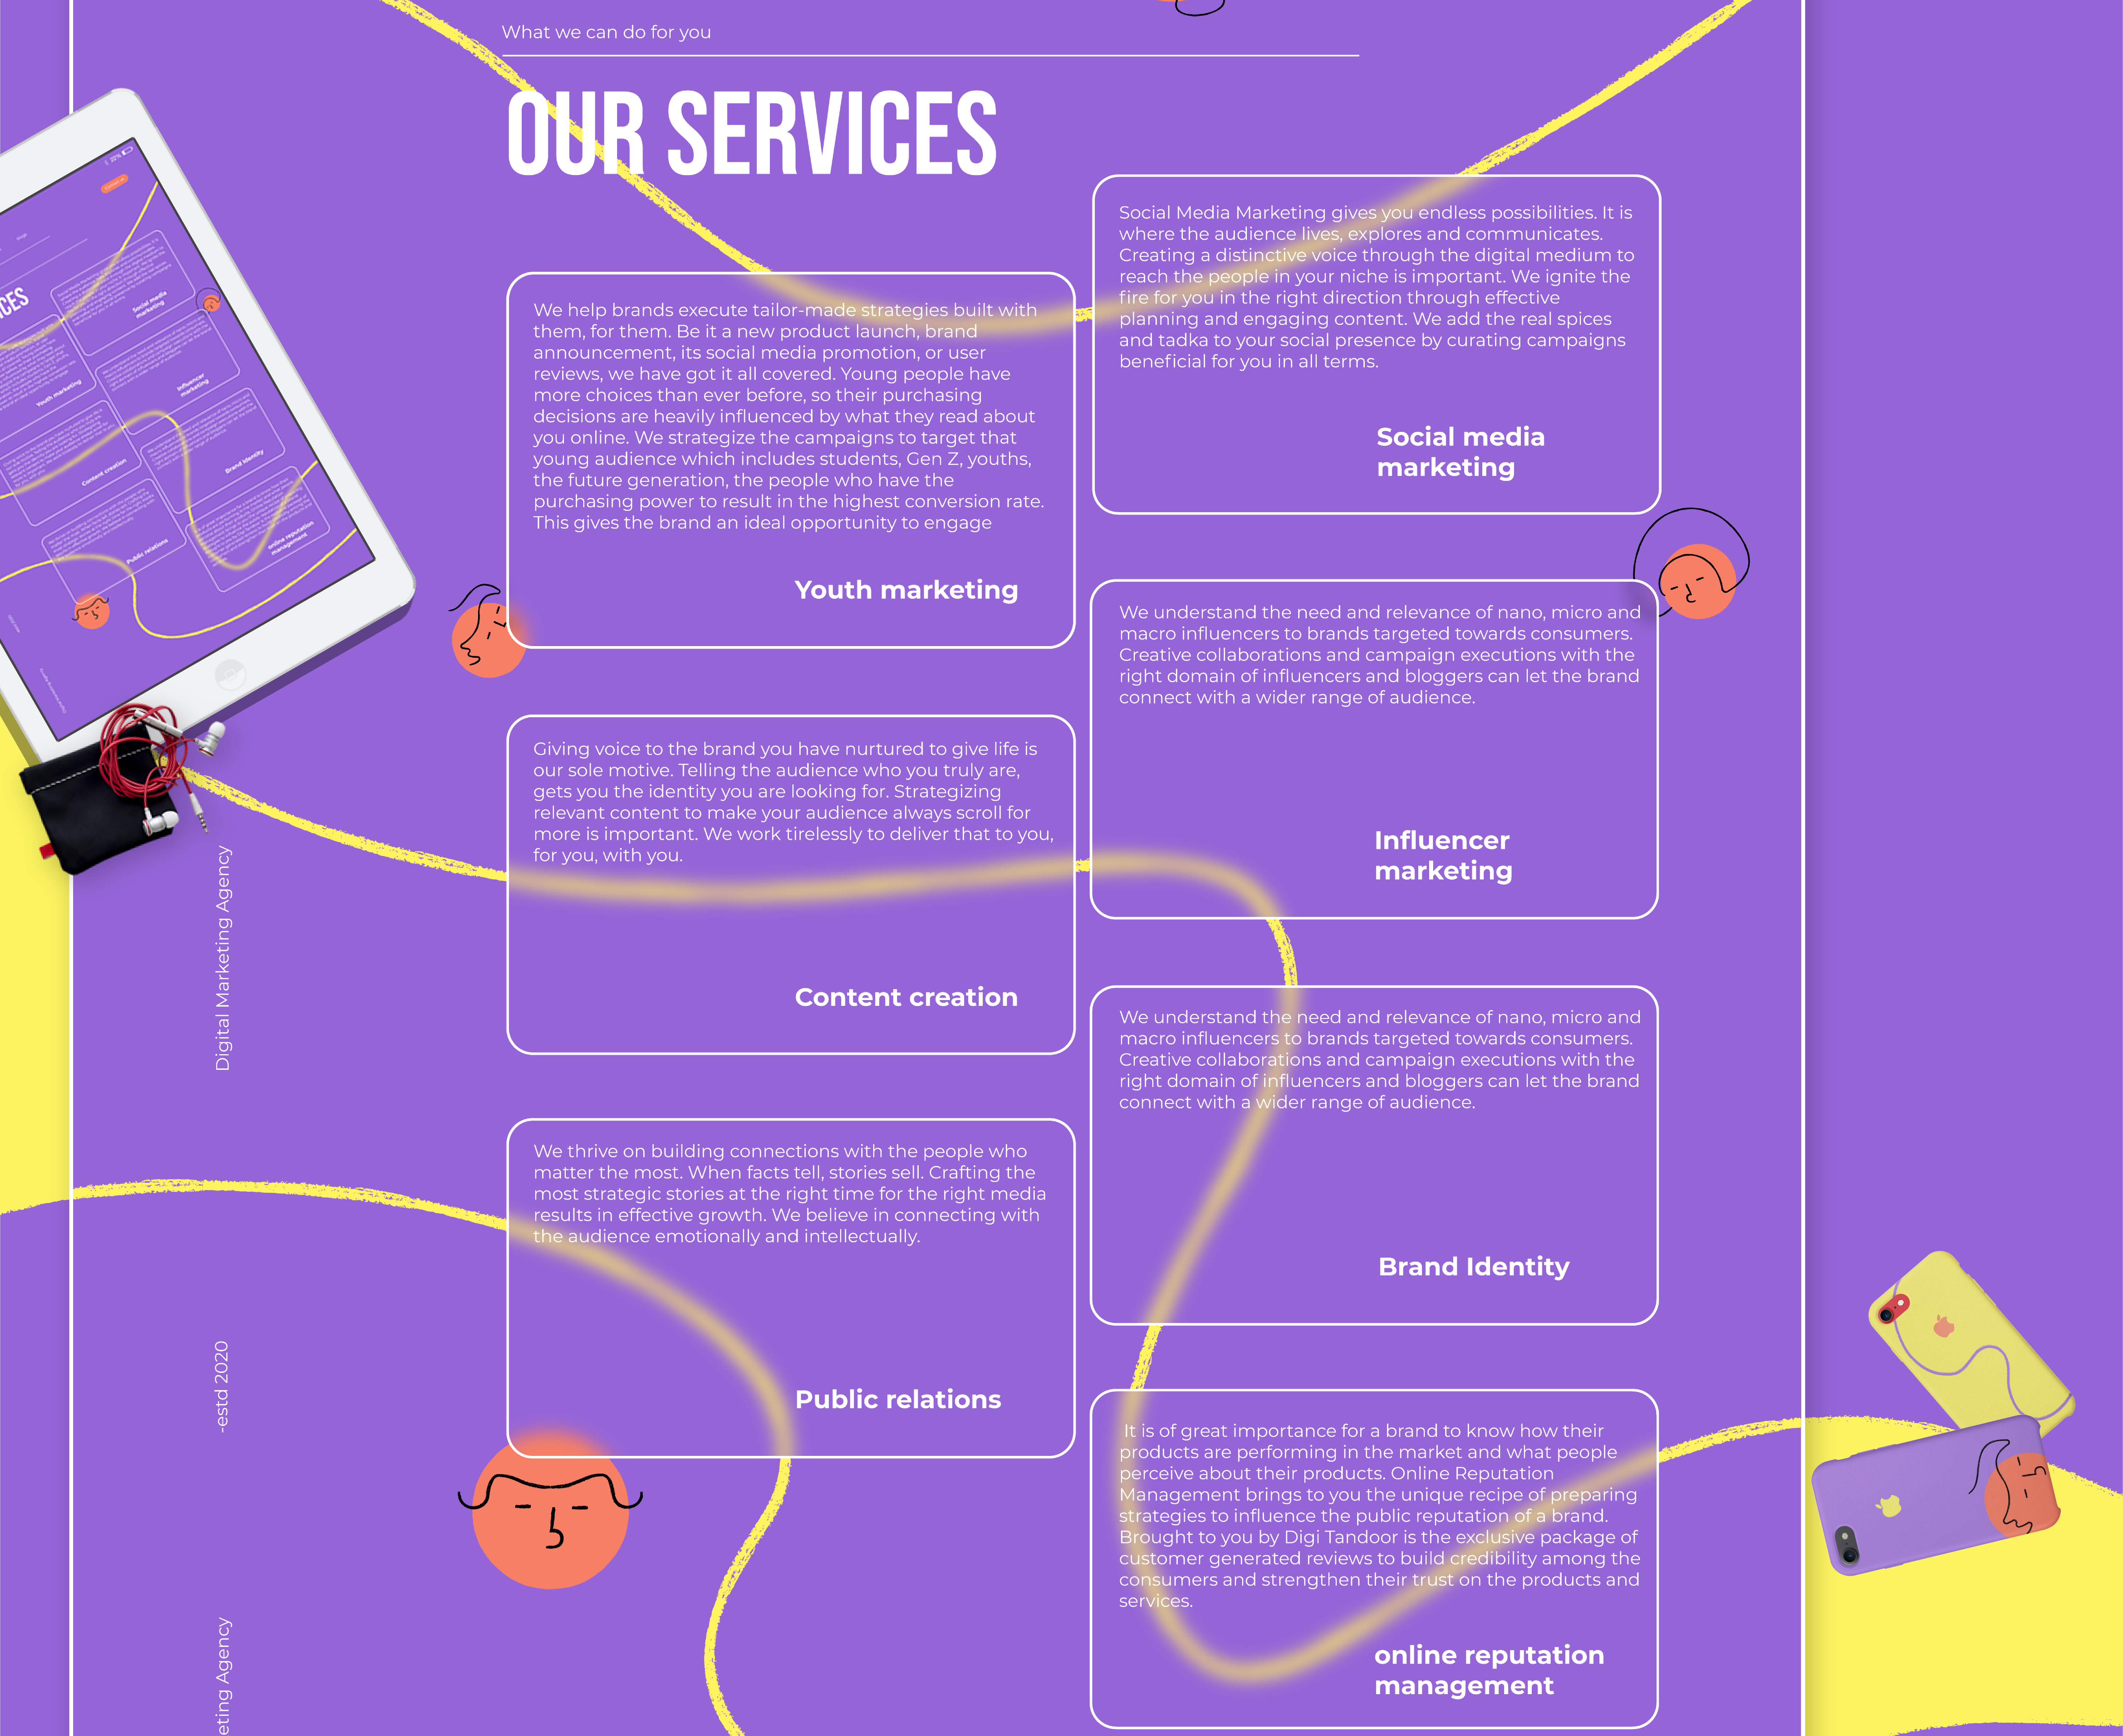 What we can do for you
OUR SERVICES
We help brands execute tailor-made strategies built with
them, for them. Be it a new product launch, brand
announcement, its social media promotion, or user
reviews, we have got it all covered. Young people have
more choices than ever before, so their purchasing
decisions are heavily influenced by what they read about
you online. We strategize the campaigns to target that
young audience which includes students, Gen Z, youths,
the future generation, the people who have the
purchasing power to result in the highest conversion rate.
This gives the brand an ideal opportunity to engage
Youth marketing
Social Media Marketing gives you endless possibilities. It is
where the audience lives, explores and communicates.
Creating a distinctive voice through the digital medium to
reach the people in your niche is important. We ignite the
fire for you in the right direction through effective
planning and engaging content. We add the real spices
and tadka to your social presence by curating campaigns
beneficial for you in all terms.
Social media
marketing
We understand the need and relevance of nano, micro and
macro influencers to brands targeted towards consumers.
Creative collaborations and campaign executions with the
right domain of influencers and bloggers can let the brand
connect with a wider range of audience.
Influencer
marketing
Giving voice to the brand you have nurtured to give life is
our sole motive. Telling the audience who you truly are,
gets you the identity you are looking for. Strategizing
relevant content to make your audience always scroll for
more is important. We work tirelessly to deliver that to you,
for you, with you.
Content creation
We understand the need and relevance of nano, micro and
macro influencers to brands targeted towards consumers.
Creative collaborations and campaign executions with the
right domain of influencers and bloggers can let the brand
connect with a wider range of audience.
Brand Identity
We thrive on building connections with the people who
matter the most. When facts tell, stories sell. Crafting the
most strategic stories at the right time for the right media
results in effective growth. We believe in connecting with
the audience emotionally and intellectually.
Public relations
It is of great importance for a brand to know how their
products are performing in the market and what people
perceive about their products. Online Reputation
Management brings to you the unique recipe of preparing
strategies to influence the public reputation of a brand.
Brought to you by Digi Tandoor is the exclusive package of
customer generated reviews to build credibility among the
consumers and strengthen their trust on the products and
services.
online reputation
management
Digital Marketing Agency
-estd 2020
eting Agency
CES
Social media
marketing
Youth marketing
Influencer
marketing
Content creation
Brand Identity
Public relations
online reputation
management